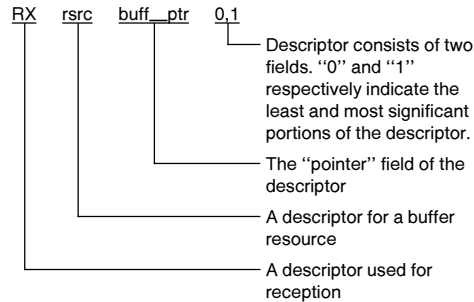 RX rsrc buff__ptr 0,1
Descriptor consists of two
fields. ‘‘0’’ and ‘‘1’’
respectively indicate the
least and most significant
portions of the descriptor.
The ‘‘pointer’’ field of the
descriptor
A descriptor for a buffer
resource
A descriptor used for
reception